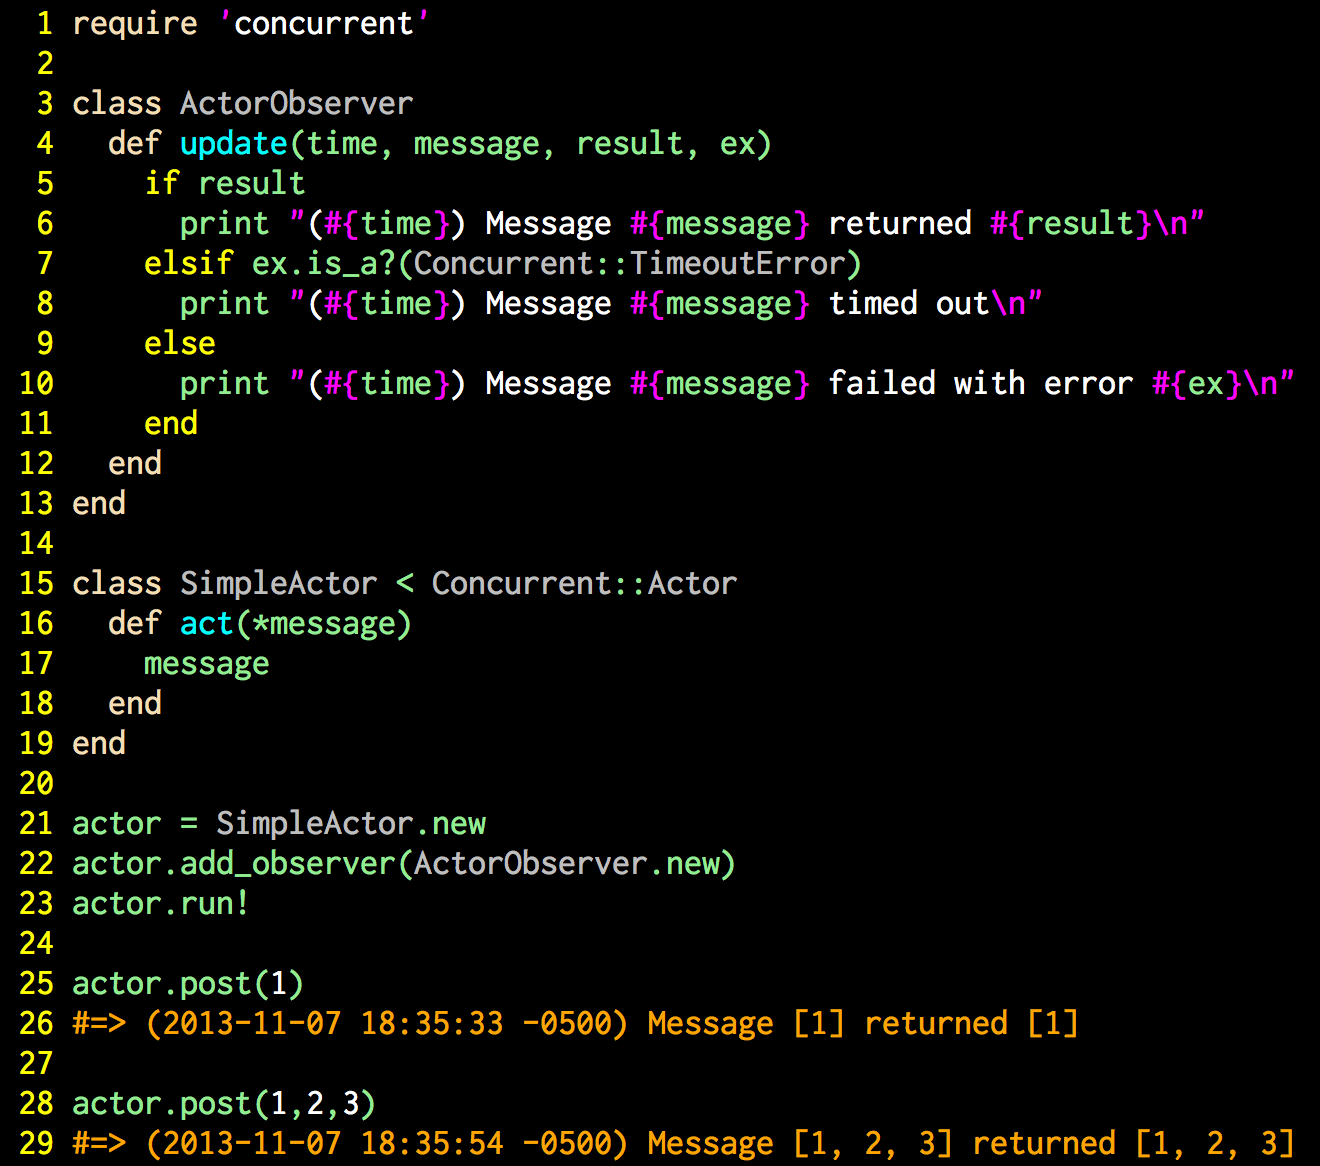 1 require 'concurrent'
2
3 class ActorObserver
4   def update(time, message, result, ex)
5     if result
6       print "(#{time}) Message #{message} returned #{result}\n"
7     elsif ex.is_a?(Concurrent::TimeoutError)
8       print "(#{time}) Message #{message} timed out\n"
9     else
10       print "(#{time}) Message #{message} failed with error #{ex}\n"
11     end
12   end
13 end
14
15 class SimpleActor < Concurrent::Actor
16   def act(*message)
17     message
18   end
19 end
20
21 actor = SimpleActor.new
22 actor.add_observer(ActorObserver.new)
23 actor.run!
24
25 actor.post(1)
26 #=> (2013-11-07 18:35:33 -0500) Message [1] returned [1]
27
28 actor.post(1,2,3)
29 #=> (2013-11-07 18:35:54 -0500) Message [1, 2, 3] returned [1, 2, 3]